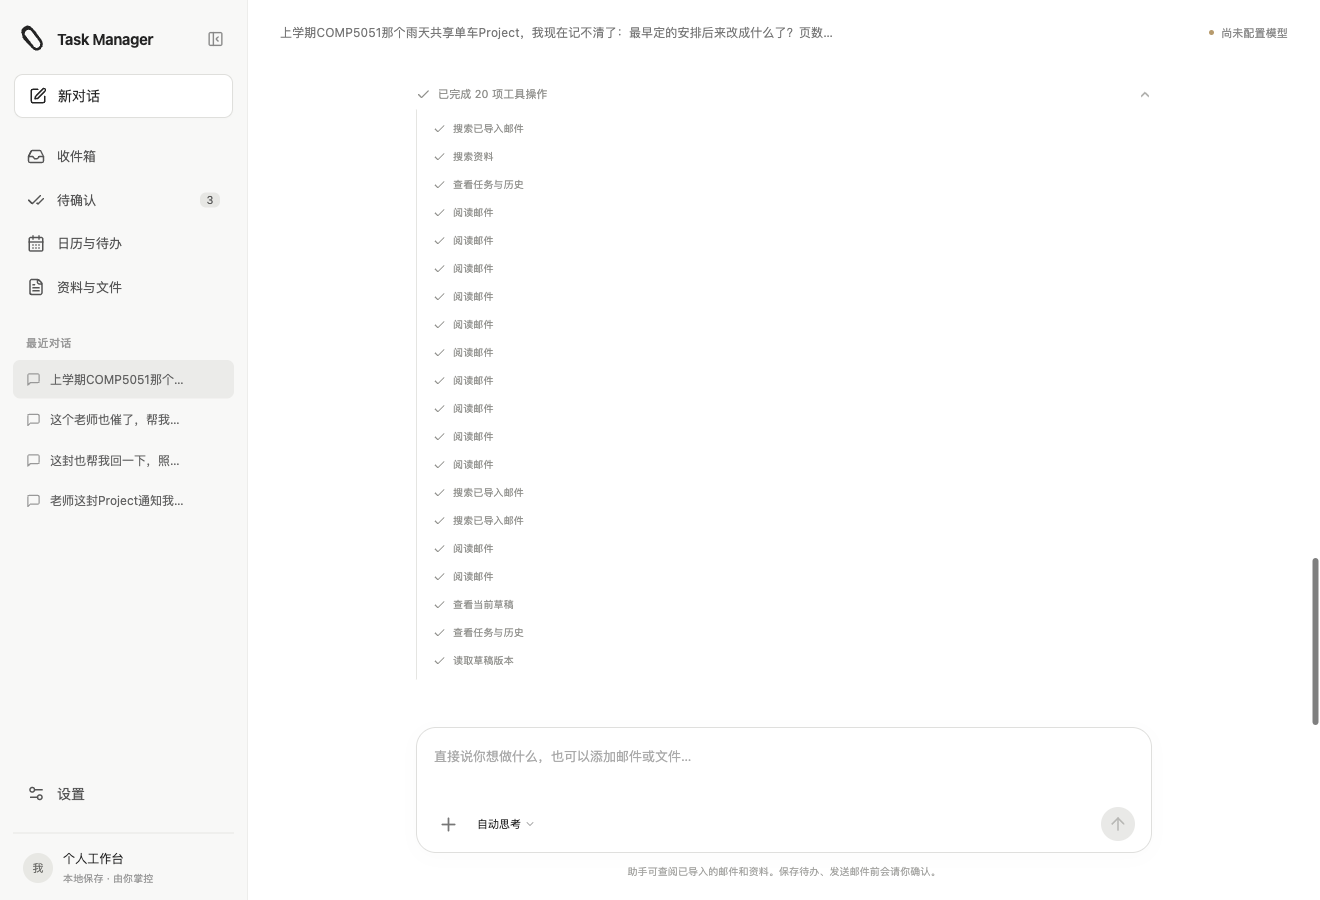 Task Manager
新对话
收件箱
待确认
3
日历与待办
资料与文件
最近对话
上学期COMP5051那个...
这个老师也催了，帮我...
这封也帮我回一下，照...
老师这封Project通知我...
设置
我
个人工作台
本地保存 · 由你掌控
上学期COMP5051那个雨天共享单车Project，我现在记不清了：最早定的安排后来改成什么了？页数...
尚未配置模型
已完成 20 项工具操作
搜索已导入邮件
搜索资料
查看任务与历史
阅读邮件
阅读邮件
阅读邮件
阅读邮件
阅读邮件
阅读邮件
阅读邮件
阅读邮件
阅读邮件
阅读邮件
搜索已导入邮件
搜索已导入邮件
阅读邮件
阅读邮件
查看当前草稿
查看任务与历史
读取草稿版本
直接说你想做什么，也可以添加邮件或文件...
自动思考
助手可查阅已导入的邮件和资料。保存待办、发送邮件前会请你确认。